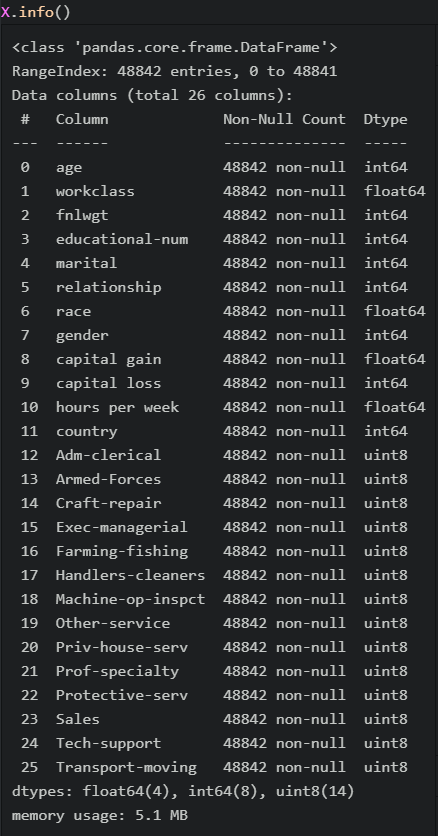 X.info()
<class 'pandas.core.frame.DataFrame'>
RangeIndex: 48842 entries, 0 to 48841
Data columns (total 26 columns):
 #   Column             Non-Null Count  Dtype
---  ------             --------------  -----
 0   age                48842 non-null  int64
 1   workclass          48842 non-null  float64
 2   fnlwgt             48842 non-null  int64
 3   educational-num    48842 non-null  int64
 4   marital            48842 non-null  int64
 5   relationship       48842 non-null  int64
 6   race               48842 non-null  float64
 7   gender             48842 non-null  int64
 8   capital gain       48842 non-null  float64
 9   capital loss       48842 non-null  int64
 10  hours per week     48842 non-null  float64
 11  country            48842 non-null  int64
 12  Adm-clerical       48842 non-null  uint8
 13  Armed-Forces       48842 non-null  uint8
 14  Craft-repair       48842 non-null  uint8
 15  Exec-managerial    48842 non-null  uint8
 16  Farming-fishing    48842 non-null  uint8
 17  Handlers-cleaners  48842 non-null  uint8
 18  Machine-op-inspct  48842 non-null  uint8
 19  Other-service      48842 non-null  uint8
 20  Priv-house-serv    48842 non-null  uint8
 21  Prof-specialty     48842 non-null  uint8
 22  Protective-serv    48842 non-null  uint8
 23  Sales              48842 non-null  uint8
 24  Tech-support       48842 non-null  uint8
 25  Transport-moving   48842 non-null  uint8
dtypes: float64(4), int64(8), uint8(14)
memory usage: 5.1 MB